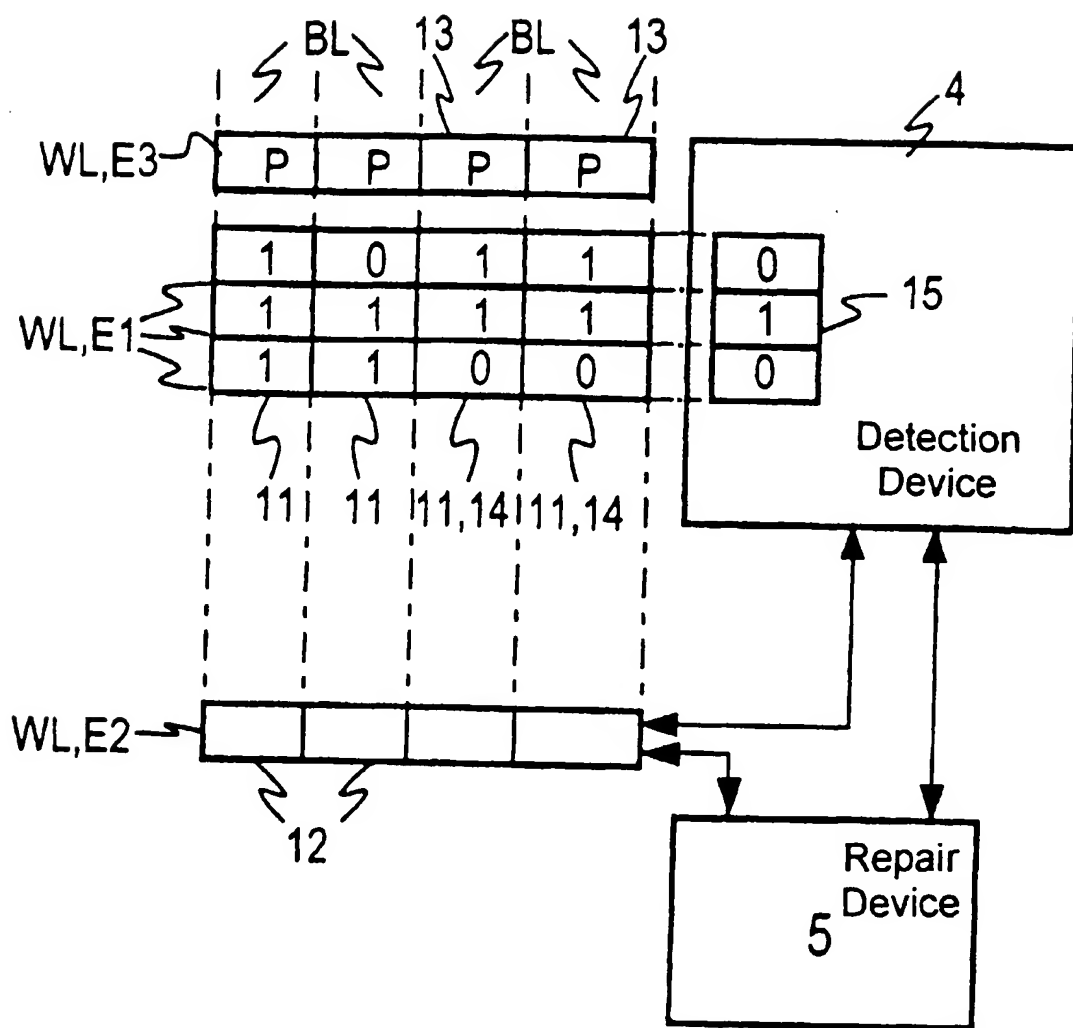 BL 13 BL 13
4
WL,E3 P P P P
1 0 1 1 0
WL,E1 1 1 1 1 1 15
1 1 0 0 0
Detection
Device
11 11 11,14 11,14
WL,E2
12
Repair
Device
5